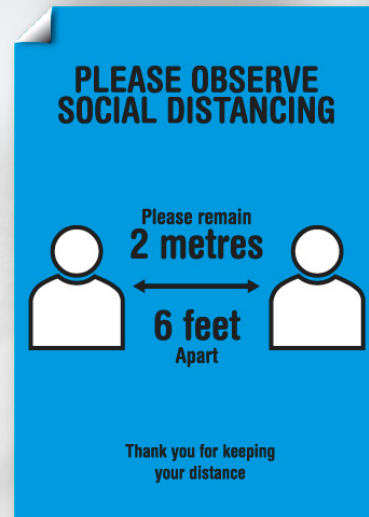 PLEASE OBSERVE
SOCIAL DISTANCING
Please remain
2 metres
6 feet
Apart
Thank you for keeping
your distance